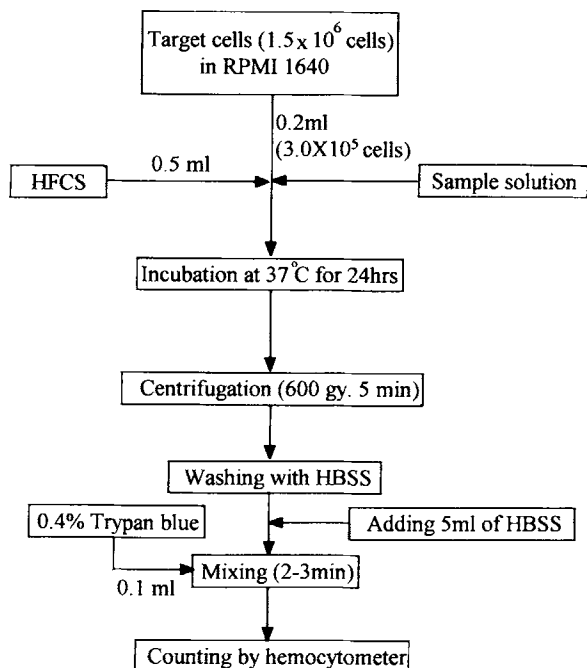 Target cells (1.5 x 10⁶ cells)
in RPMI 1640
0.2ml
(3.0X10⁵ cells)
0.5 ml
HFCS
Sample solution
Incubation at 37°C for 24hrs
Centrifugation (600 gy. 5 min)
Washing with HBSS
0.4% Trypan blue
Adding 5ml of HBSS
0.1 ml
Mixing (2-3min)
Counting by hemocytometer